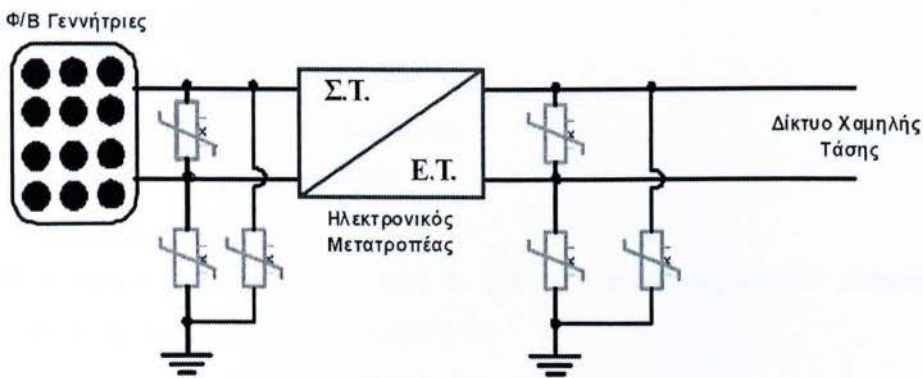 Φ/Β Γεννήτριες
Σ.Τ.
Ε.Τ.
Ηλεκτρονικός
Μετατροπέας
Δίκτυο Χαμηλής
Τάσης